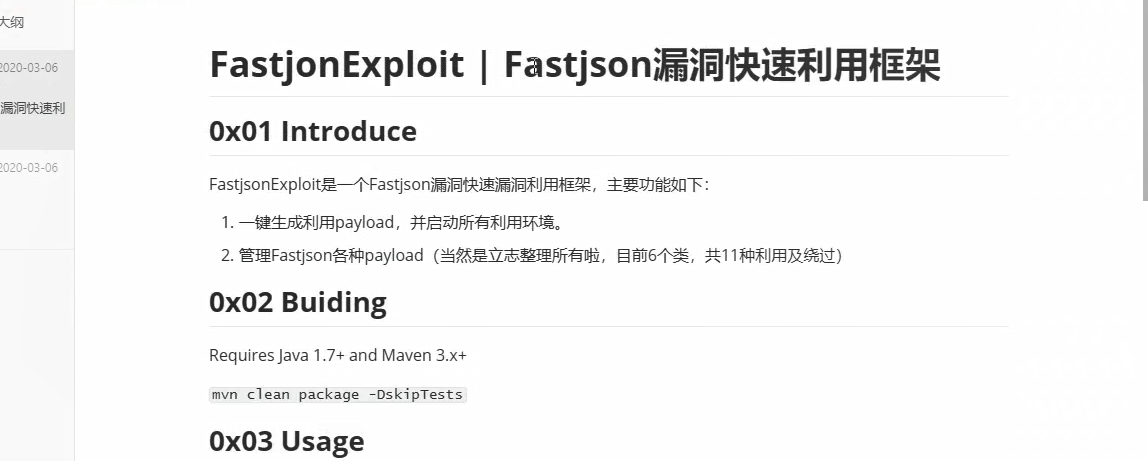 大纲
2020-03-06
漏洞快速利
2020-03-06
FastjonExploit | Fastjson漏洞快速利用框架
0x01 Introduce
FastjsonExploit是一个Fastjson漏洞快速漏洞利用框架，主要功能如下：
1. 一键生成利用payload，并启动所有利用环境。
2. 管理Fastjson各种payload（当然是立志整理所有啦，目前6个类，共11种利用及绕过）
0x02 Buiding
Requires Java 1.7+ and Maven 3.x+
mvn clean package -DskipTests
0x03 Usage